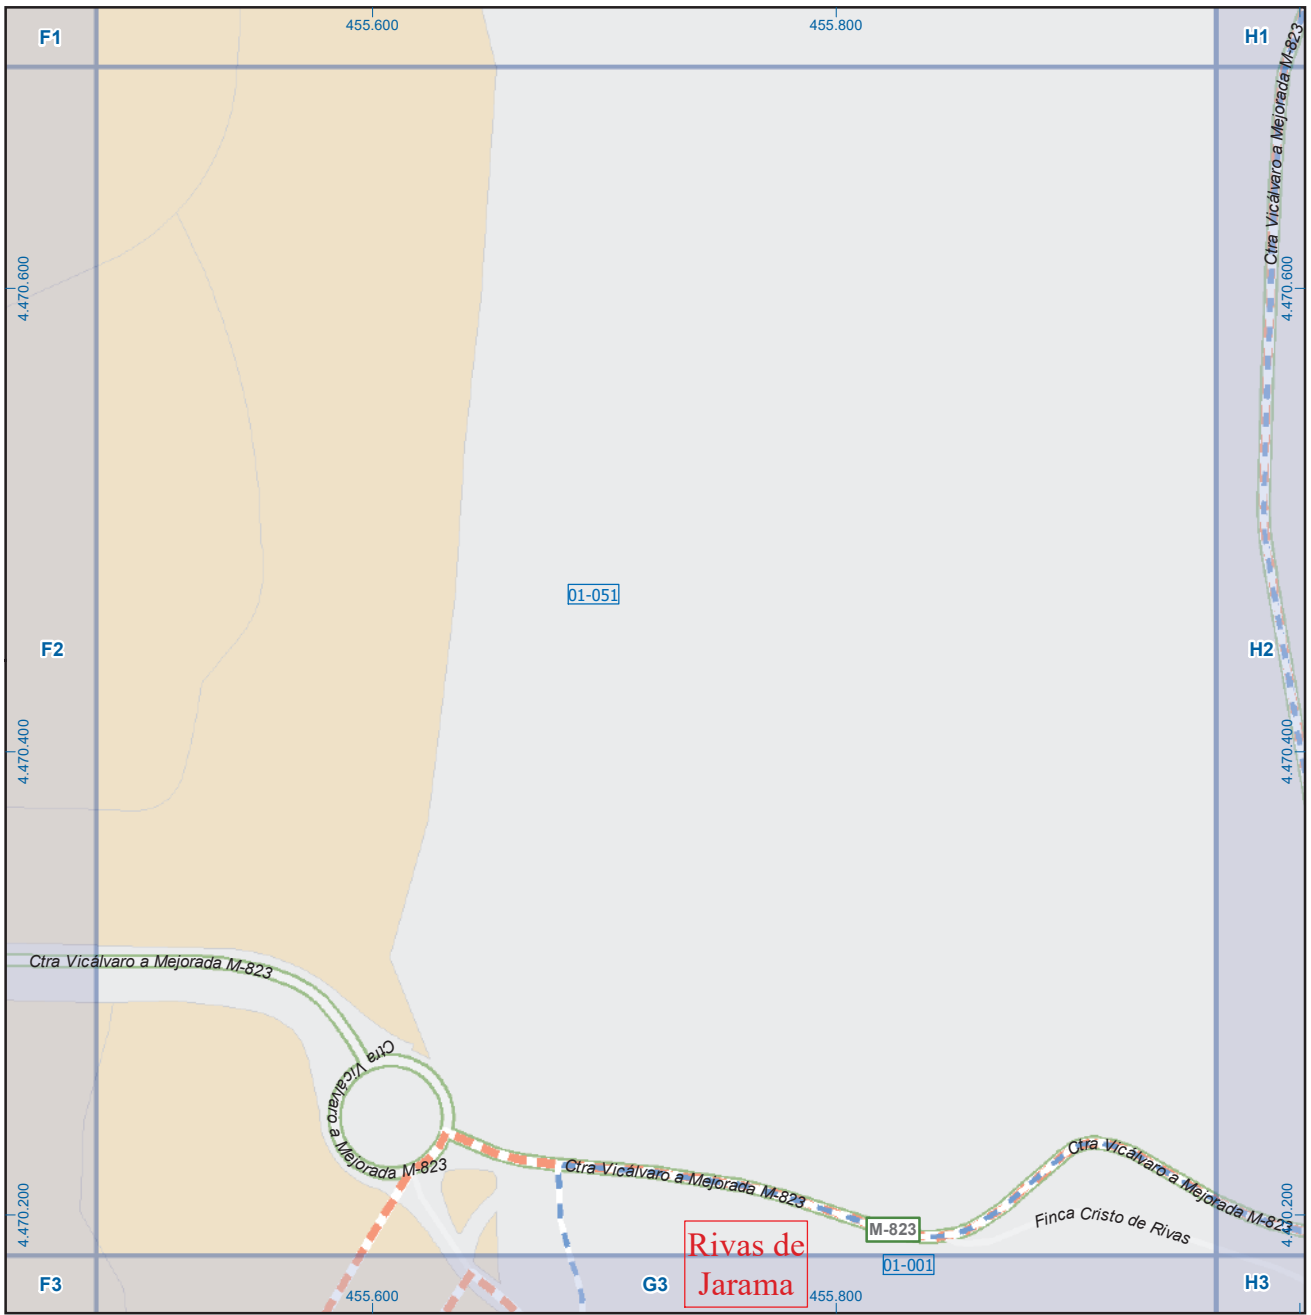 F1
455.600
455.800
H1
Ctra Vicálvaro a Mejorada M-823
4.470.600
4.470.600
01-051
F2
H2
4.470.400
4.470.400
Ctra Vicálvaro a Mejorada M-823
Ctra Vicálvaro a Mejorada M-823
Ctra Vicálvaro a Mejorada M-823
Ctra Vicálvaro a Mejorada M-823
4.470.200
4.470.200
M-823
Finca Cristo de Rivas
Rivas de
Jarama
01-001
F3
455.600
G3
455.800
H3